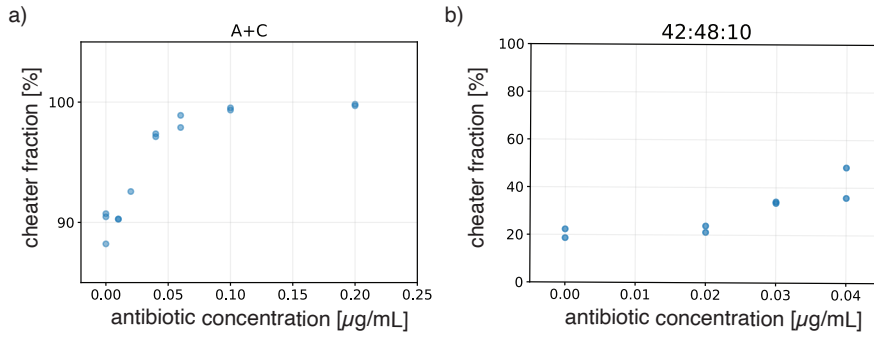 a)
A+C
cheater fraction [%]
100
90
0.00 0.05 0.10 0.15 0.20 0.25
antibiotic concentration [µg/mL]
b)
42:48:10
cheater fraction [%]
100
80
60
40
20
0
0.00 0.01 0.02 0.03 0.04
antibiotic concentration [µg/mL]